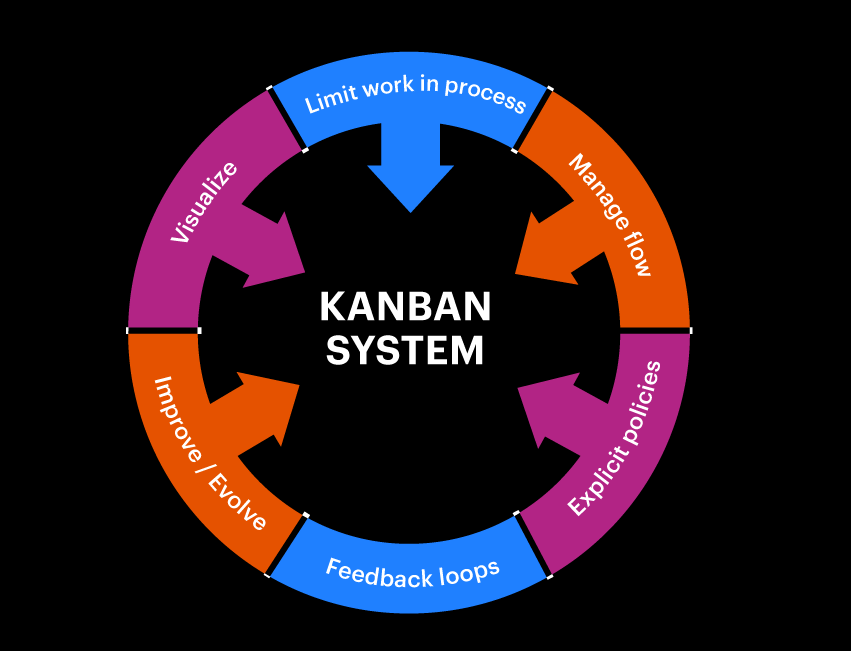 Limit work in process
Manage flow
Explicit policies
Feedback loops
Improve / Evolve
Visualize
KANBAN
SYSTEM